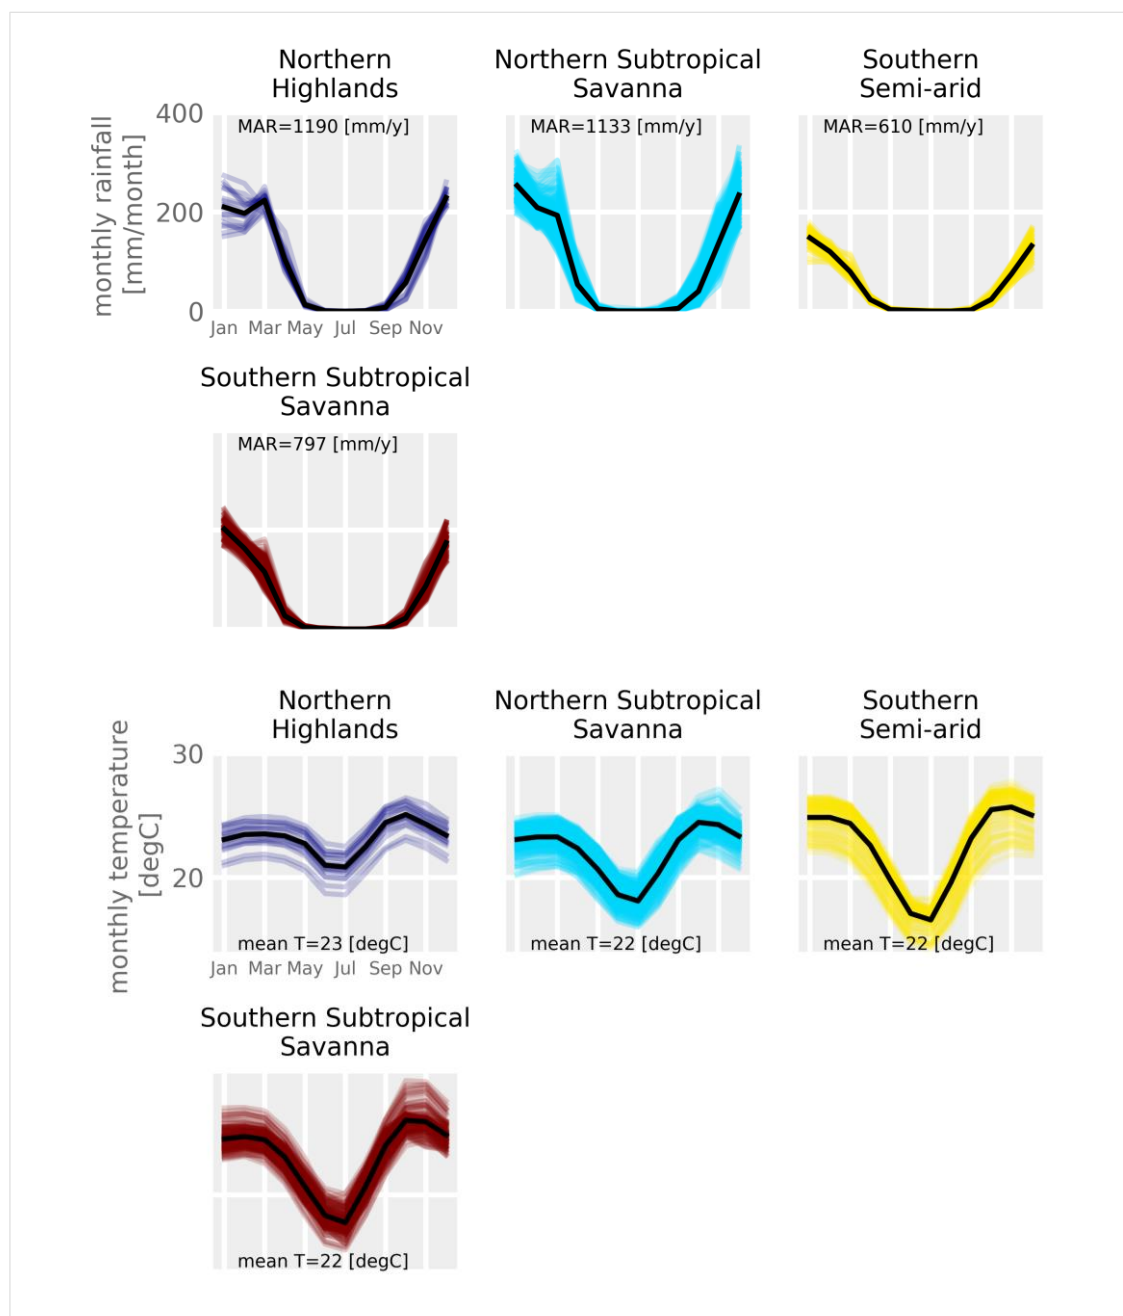 Northern
Highlands
Northern Subtropical
Savanna
Southern
Semi-arid
monthly rainfall
[mm/month]
400
200
0
MAR=1190 [mm/y]
MAR=1133 [mm/y]
MAR=610 [mm/y]
Jan Mar May Jul Sep Nov
Southern Subtropical
Savanna
MAR=797 [mm/y]
Northern
Highlands
Northern Subtropical
Savanna
Southern
Semi-arid
monthly temperature
[degC]
30
20
mean T=23 [degC]
mean T=22 [degC]
mean T=22 [degC]
Jan Mar May Jul Sep Nov
Southern Subtropical
Savanna
mean T=22 [degC]